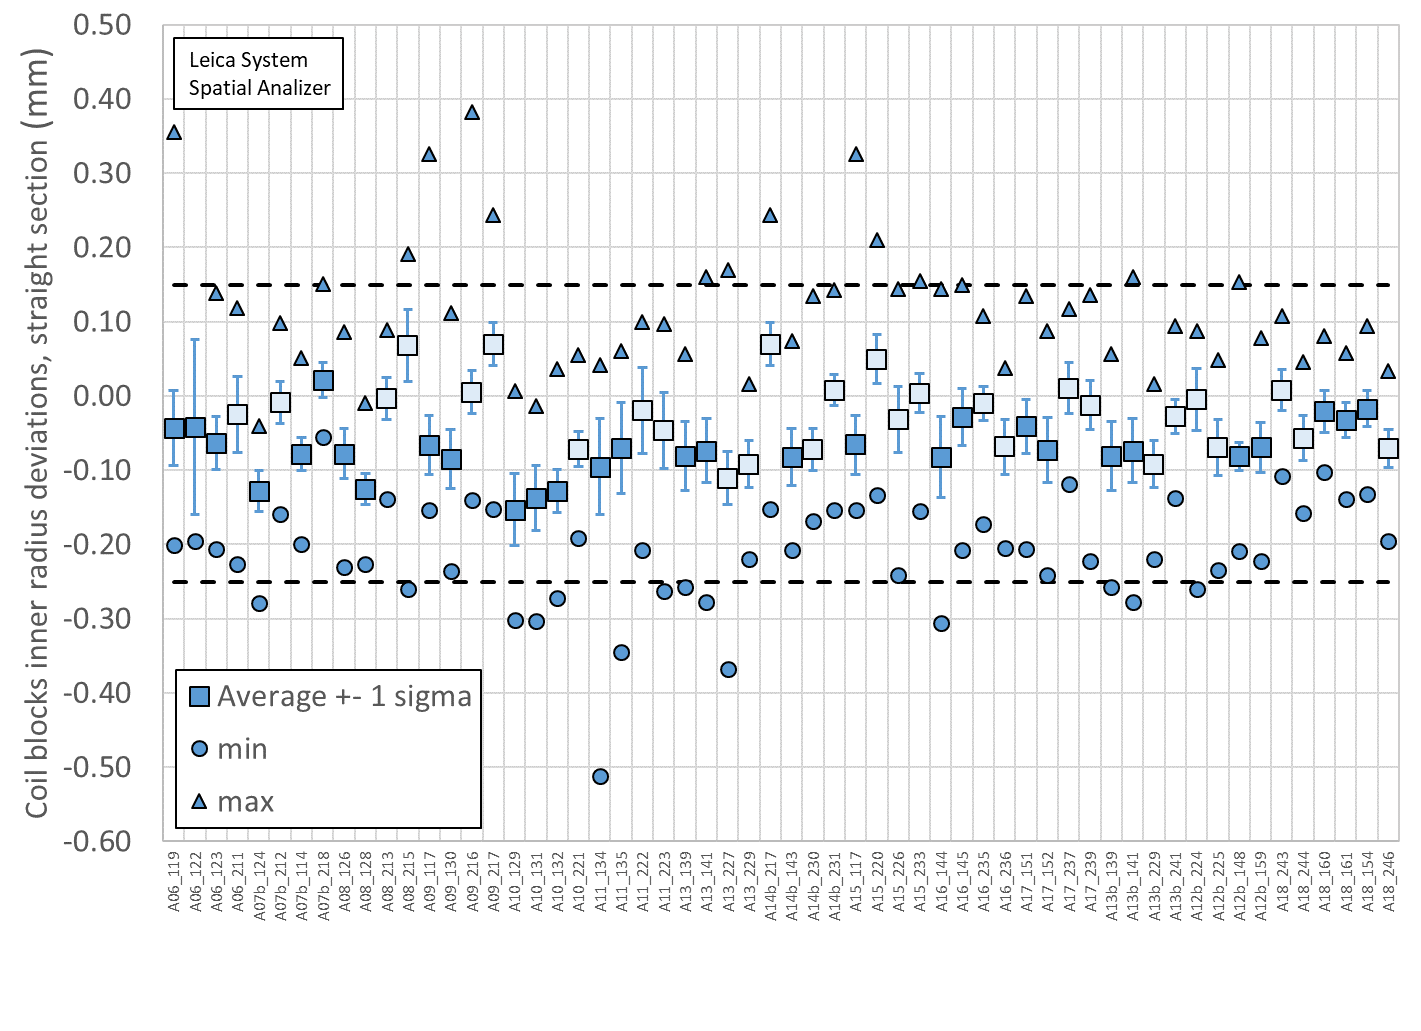 Coil blocks inner radius deviations, straight section (mm)
0.50
0.40
0.30
0.20
0.10
0.00
-0.10
-0.20
-0.30
-0.40
-0.50
-0.60
Leica System
Spatial Analizer
Average +- 1 sigma
min
max
A06_119
A06_122
A06_123
A06_211
A07b_124
A07b_212
A07b_114
A07b_218
A08_126
A08_128
A08_213
A08_215
A09_117
A09_130
A09_216
A09_217
A10_129
A10_131
A10_132
A10_221
A11_134
A11_135
A11_222
A11_223
A13_139
A13_141
A13_227
A13_229
A14b_217
A14b_143
A14b_230
A14b_231
A15_117
A15_220
A15_226
A15_233
A16_144
A16_145
A16_235
A16_236
A17_151
A17_152
A17_237
A17_239
A13b_139
A13b_141
A13b_229
A13b_241
A12b_224
A12b_225
A12b_148
A12b_159
A18_243
A18_244
A18_160
A18_161
A18_154
A18_246